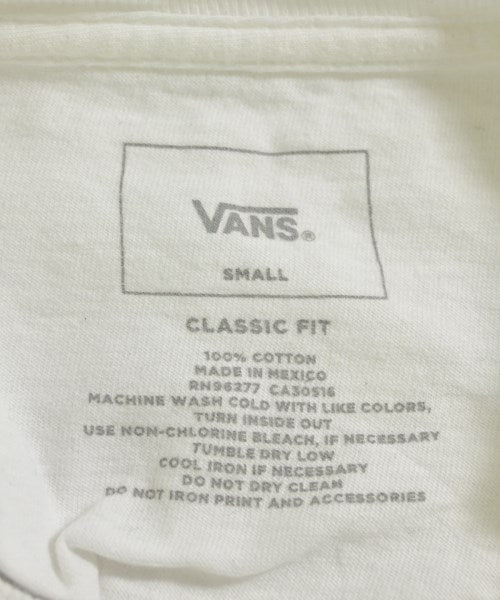 VANS®
SMALL
CLASSIC FIT
100% COTTON
MADE IN MEXICO
RN96277 CA30516
MACHINE WASH COLD WITH LIKE COLORS,
TURN INSIDE OUT
USE NON-CHLORINE BLEACH, IF NECESSARY
TUMBLE DRY LOW
COOL IRON IF NECESSARY
DO NOT DRY CLEAN
DO NOT IRON PRINT AND ACCESSORIES